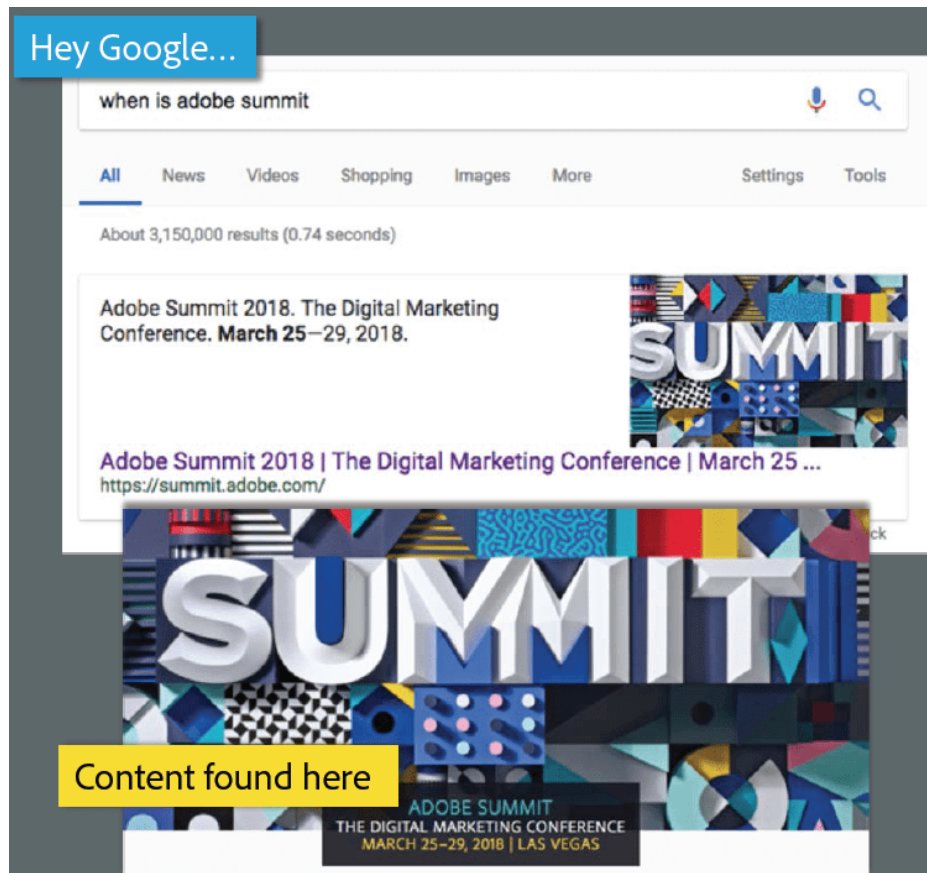 Hey Google...
when is adobe summit
All News Videos Shopping Images More Settings Tools
About 3,150,000 results (0.74 seconds)
Adobe Summit 2018. The Digital Marketing
Conference. March 25–29, 2018.
SUMMIT
Adobe Summit 2018 | The Digital Marketing Conference | March 25 ...
https://summit.adobe.com/
ck
SUMMIT
Content found here
ADOBE SUMMIT
THE DIGITAL MARKETING CONFERENCE
MARCH 25–29, 2018 | LAS VEGAS